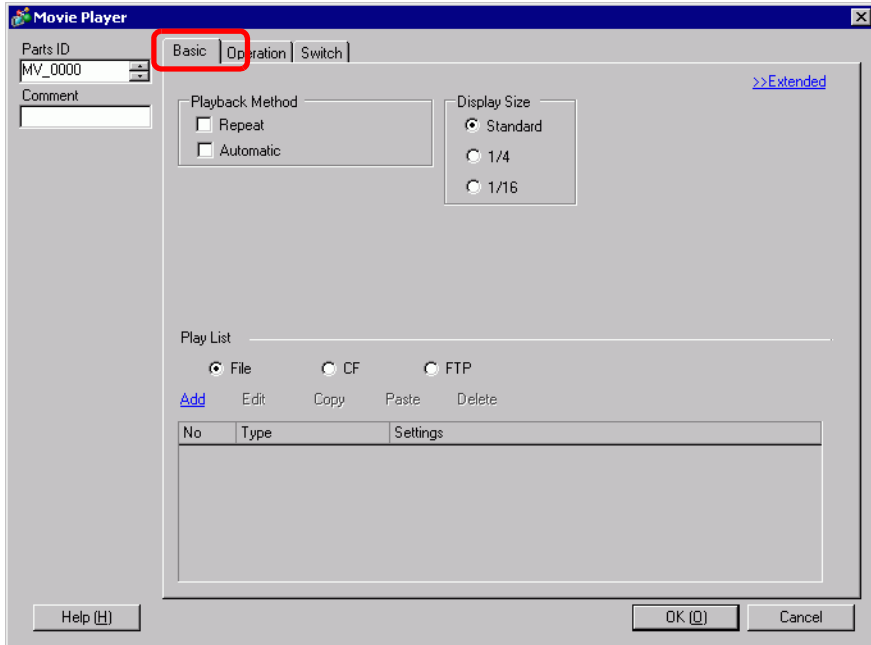 Movie Player
Parts ID
MV_0000
Comment
Basic Operation Switch
>>Extended
Playback Method
Repeat
Automatic
Display Size
Standard
1/4
1/16
Play List
File CF FTP
Add Edit Copy Paste Delete
No Type Settings
Help (H) OK (O) Cancel